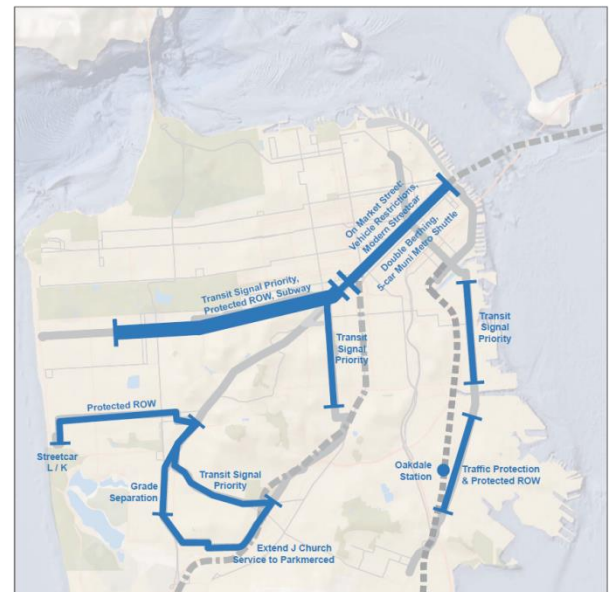 On Market Street:
Vehicle Restrictions,
Modern Streetcar
Double Berthing,
5-car Muni Metro Shuttle
Transit Signal Priority,
Protected ROW, Subway
Transit
Signal
Priority
Transit
Signal
Priority
Protected ROW
Streetcar
L / K
Grade
Separation
Transit Signal
Priority
Oakdale
Station
Traffic Protection
& Protected ROW
Extend J Church
Service to Parkmerced